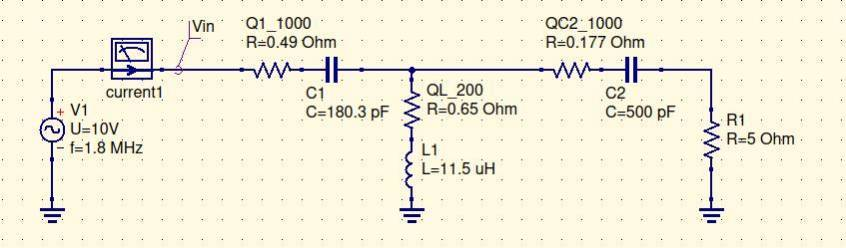 Vin
Q1_1000
R=0.49 Ohm
QC2_1000
R=0.177 Ohm
current1
C1
C=180.3 pF
QL_200
R=0.65 Ohm
C2
C=500 pF
+ V1
U=10V
– f=1.8 MHz
R1
R=5 Ohm
L1
L=11.5 uH